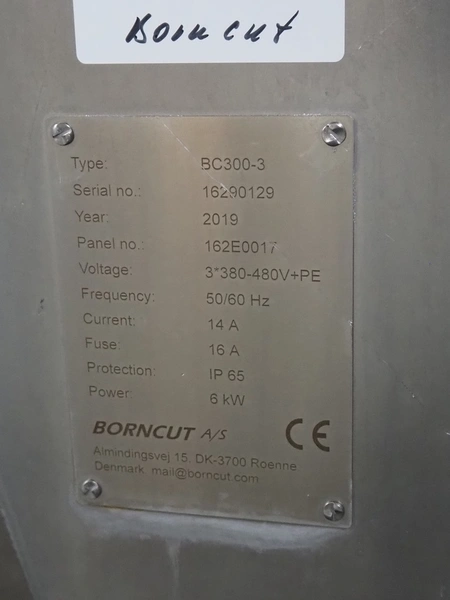 Borncut
Type: BC300-3
Serial no.: 16290129
Year: 2019
Panel no.: 162E0017
Voltage: 3*380-480V+PE
Frequency: 50/60 Hz
Current: 14 A
Fuse: 16 A
Protection: IP 65
Power: 6 kW
BORNCUT A/S CE
Almindingsvej 15. DK-3700 Roenne
Denmark mail@borncut.com